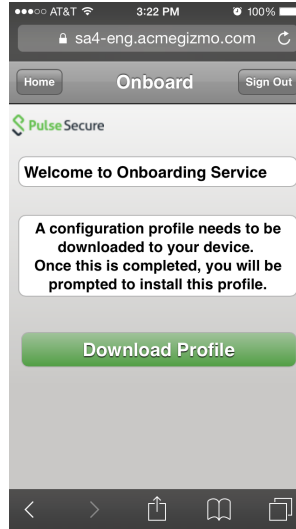 AT&T 3:22 PM 100%
sa4-eng.acmegizmo.com
Home Onboard Sign Out
Pulse Secure
Welcome to Onboarding Service
A configuration profile needs to be
downloaded to your device.
Once this is completed, you will be
prompted to install this profile.
Download Profile